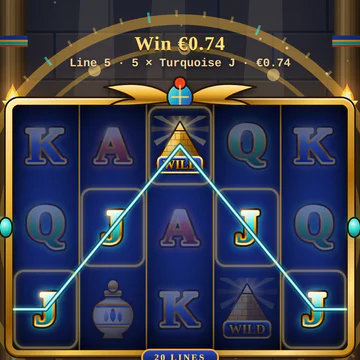 Win €0.74
Line 5 · 5 × Turquoise J · €0.74
K A WILD Q K
Q J A J Q
J K WILD J
20 LINES